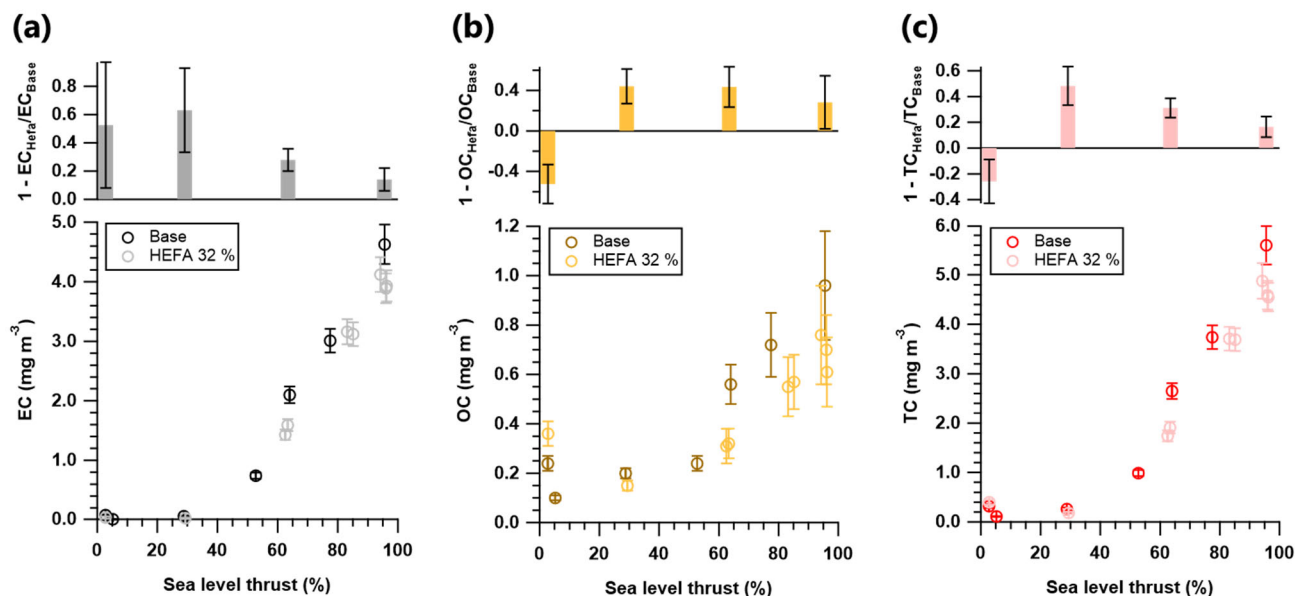 (a)
1 - EC_Hefa/EC_Base
0.8
0.6
0.4
0.2
0.0
Base
HEFA 32 %
EC (mg m⁻³)
5.0
4.0
3.0
2.0
1.0
0.0
0 20 40 60 80 100
Sea level thrust (%)
(b)
1 - OC_Hefa/OC_Base
0.4
0.0
-0.4
Base
HEFA 32 %
OC (mg m⁻³)
1.2
1.0
0.8
0.6
0.4
0.2
0.0
0 20 40 60 80 100
Sea level thrust (%)
(c)
1 - TC_Hefa/TC_Base
0.6
0.4
0.2
0.0
-0.2
-0.4
Base
HEFA 32 %
TC (mg m⁻³)
6.0
5.0
4.0
3.0
2.0
1.0
0.0
0 20 40 60 80 100
Sea level thrust (%)